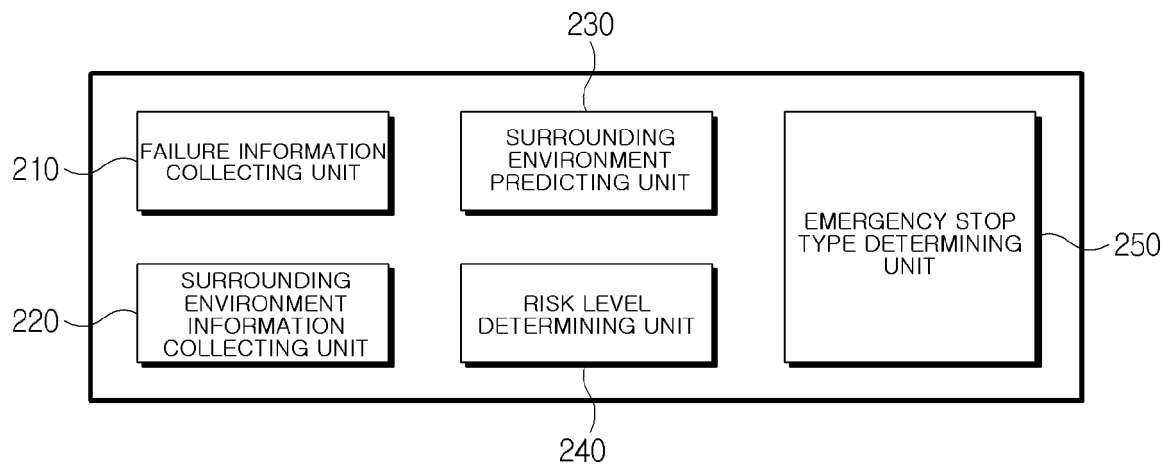 230
210
FAILURE INFORMATION
COLLECTING UNIT
SURROUNDING
ENVIRONMENT
PREDICTING UNIT
EMERGENCY STOP
TYPE DETERMINING
UNIT
250
220
SURROUNDING
ENVIRONMENT
INFORMATION
COLLECTING UNIT
RISK LEVEL
DETERMINING UNIT
240